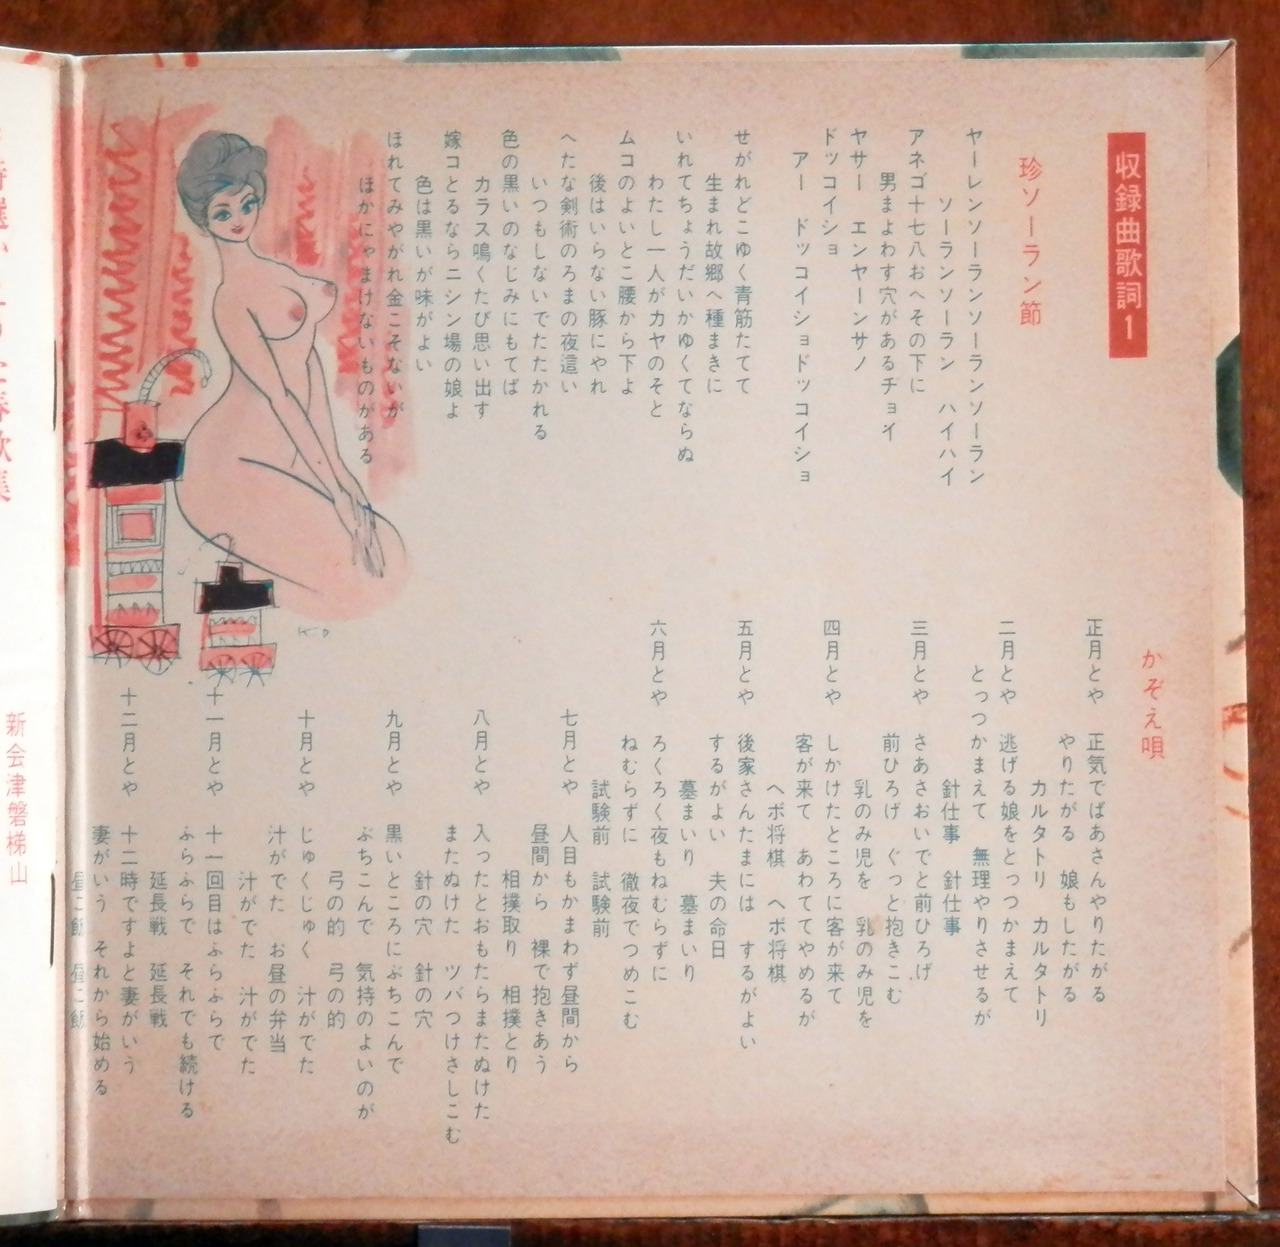 収録曲歌詞1
珍ソーラン節
ヤーレンソーランソーランソーランソーラン
ソーランソーラン　ハイハイ
アネゴ十七八おへその下に
男まよわす穴があるチョイ
ヤサー　エンヤーーンサノ
ドッコイショ
アー　ドッコイショドッコイショ
せがれどこゆく青筋たてて
生まれ故郷へ種まきに
いれてちょうだいかゆくてならぬ
わたし一人がカヤのそと
ムコのよいとこ腰から下よ
後はいらない豚にやれ
へたな剣術のろまの夜這い
いつもしないでたたかれる
色の黒いのなじみにもてば
カラス鳴くたび思い出す
嫁コとるならニシン場の娘よ
色は黒いが味がよい
ほれてみやがれ金こそないが
ほかにゃまけないものがある
かぞえ唄
正月とや　正気でばあさんやりたがる
やりたがる　娘もしたがる
カルタトリ　カルタトリ
二月とや　逃げる娘をとっつかまえて
とっつかまえて　無理やりさせるが
針仕事　針仕事
三月とや　さあさおいでと前ひろげ
前ひろげ　ぐっと抱きこむ
乳のみ児を　乳のみ児を
四月とや　しかけたところに客が来て
客が来て　あわててやめるが
ヘボ将棋　ヘボ将棋
五月とや　後家さんたまには　するがよい
するがよい　夫の命日
墓まいり　墓まいり
六月とや　ろくろく夜もねむらずに
ねむらずに　徹夜でつめこむ
試験前　試験前
七月とや　人目もかまわず昼間から
昼間から　裸で抱きあう
相撲取り　相撲とり
八月とや　入ったとおもたらまたぬけた
またぬけた　ツバつけさしこむ
針の穴　針の穴
九月とや　黒いところにぶちこんで
ぶちこんで　気持のよいのが
弓の的　弓の的
十月とや　じゅくじゅく　汁がでた
汁がでた　お昼の弁当
汁がでた　汁がでた
十一月とや　十一回目はふらふらで
ふらふらで　それでも続ける
延長戦　延長戦
十二月とや　十二時ですよと妻がいう
妻がいう　それから始める
昼ご飯　昼ご飯
新会津磐梯山